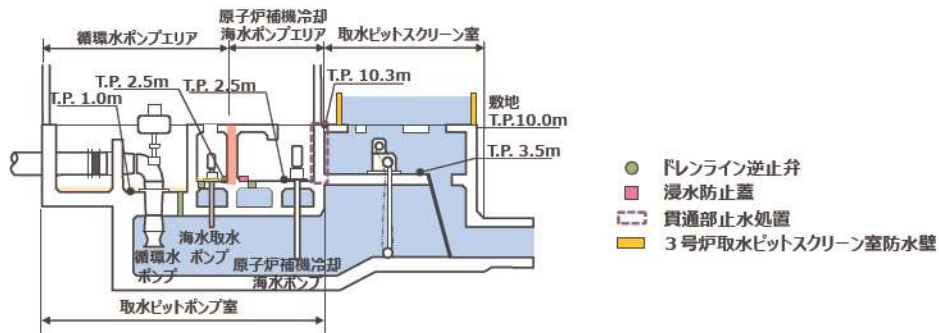 循環水ポンプエリア
原子炉補機冷却
海水ポンプエリア
取水ピットスクリーン室
T.P. 1.0m
T.P. 2.5m
T.P. 2.5m
T.P. 10.3m
敷地
T.P.10.0m
T.P. 3.5m
循環水
ポンプ
海水取水
ポンプ
原子炉補機冷却
海水ポンプ
取水ピットポンプ室
ドレンライン逆止弁
浸水防止蓋
貫通部止水処置
3号炉取水ピットスクリーン室防水壁